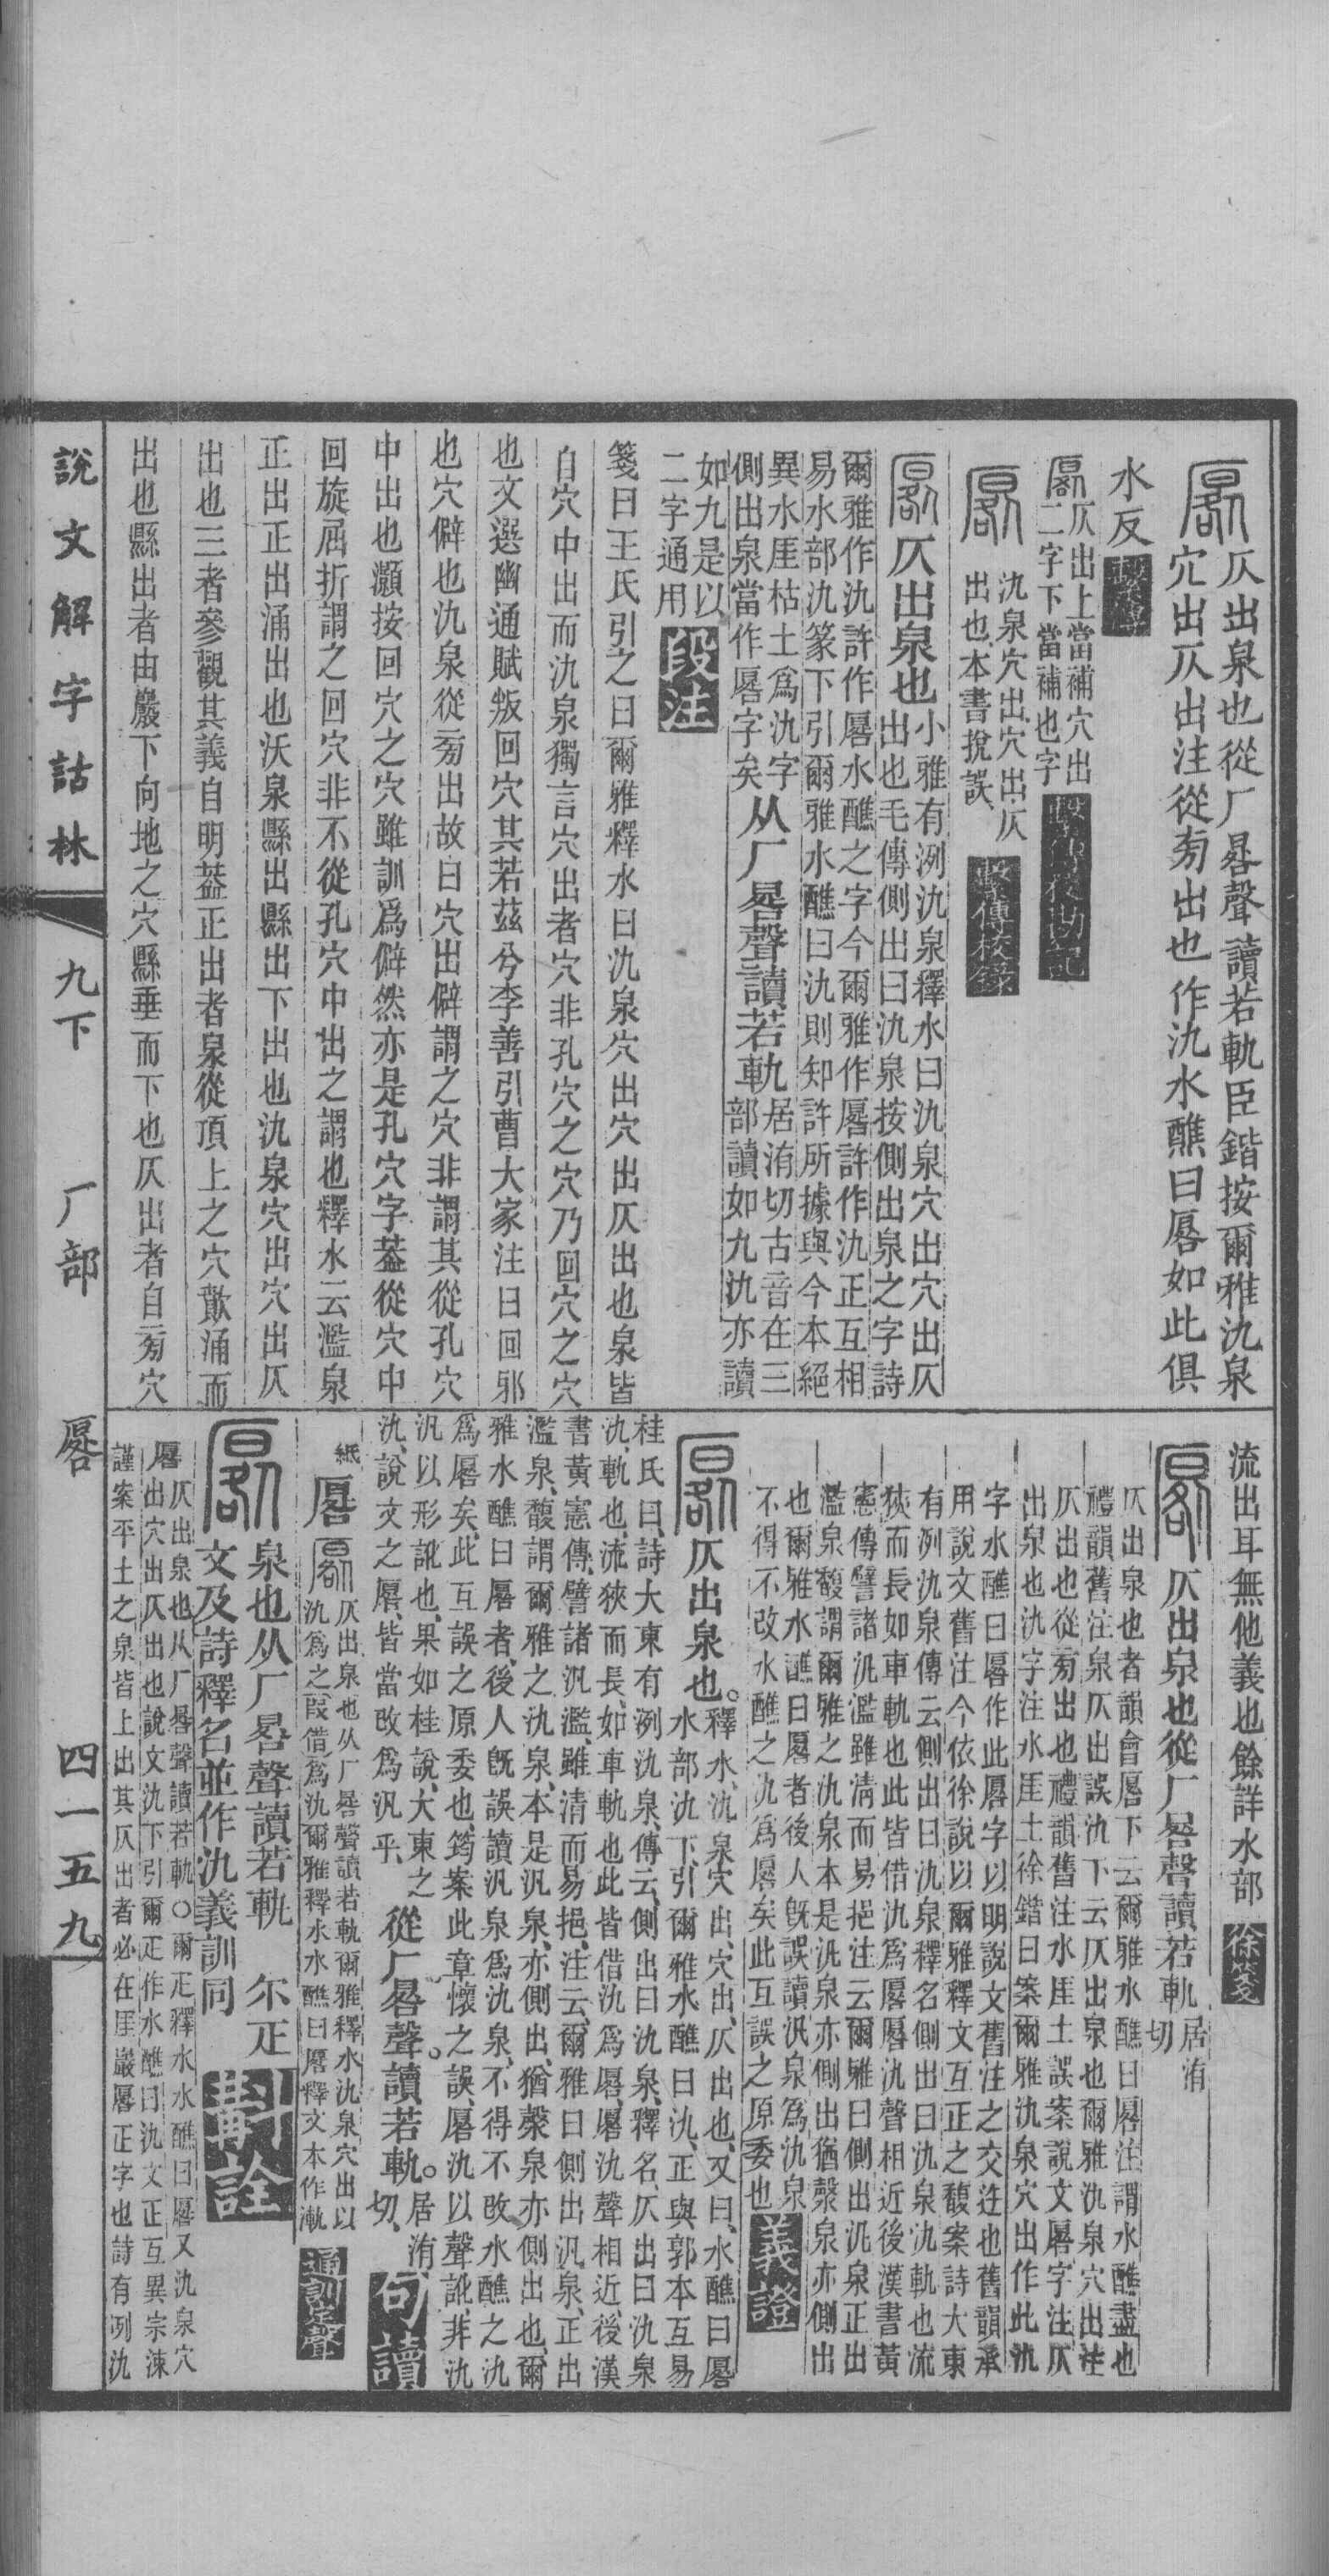 仄出泉也從厂晷聲讀若軌臣鍇按爾雅氿泉
穴出仄出注從旁出也作氿水醮曰厬如此俱
水反 繫傳
厬仄出上當補穴出
二字下當補也字 繫傳校勘記
氿泉穴出穴出仄
出也本書挩誤 繫傳校錄
仄出泉也
小雅有洌氿泉釋水曰氿泉穴出穴出仄
出也毛傳側出曰氿泉按側出泉之字詩
爾雅作氿許作厬水醮之字今爾雅作厬許作氿正互相
易水部氿篆下引爾雅水醮曰氿則知許所據與今本絕
異水厓枯土爲氿字
側出泉當作厬字矣
从厂晷聲讀若軌
居洧切古音在三
部讀如九氿亦讀
如九是以
二字通用 段注
箋曰王氏引之曰爾雅釋水曰氿泉穴出穴出仄出也泉皆
自穴中出而氿泉獨言穴出者穴非孔穴之穴乃回穴之穴
也文選幽通賦叛回穴其若茲兮李善引曹大家注曰回邪
也穴僻也氿泉從旁出故曰穴出僻謂之穴非謂其從孔穴
中出也灝按回穴之穴雖訓爲僻然亦是孔穴字葢從穴中
回旋屈折謂之回穴非不從孔穴中出之謂也釋水云濫泉
正出正出涌出也沃泉縣出縣出下出也氿泉穴出穴出仄
出也三者參觀其義自明葢正出者泉從頂上之穴歕涌而
出也縣出者由巖下向地之穴縣垂而下也仄出者自旁穴
流出耳無他義也餘詳水部 徐箋
仄出泉也從厂晷聲讀若軌
居洧
切
仄出泉也者韻會厬下云爾雅水醮曰厬注謂水醮盡也
禮韻舊注泉仄出誤氿下云仄出泉也爾雅氿泉穴出注
仄出也從旁出也禮韻舊注水厓土誤案說文厬字注仄
出泉也氿字注水厓土徐鍇曰案爾雅氿泉穴出作此氿
字水醮曰厬作此厬字以明說文舊注之交迕也舊韻承
用說文舊注今依徐說以爾雅釋文互正之馥案詩大東
有洌氿泉傳云側出曰氿泉釋名側出曰氿泉氿軌也流
狹而長如車軌也此皆借氿爲厬厬氿聲相近後漢書黃
憲傳譬諸氿濫雖清而易挹注云爾雅曰側出氿泉正出
濫泉馥謂爾雅之氿泉本是汎泉亦側出猶檠泉亦側出
也爾雅水醮曰厬者後人旣誤讀汎泉爲氿泉
不得不改水醮之氿爲厬矣此互誤之原委也 義證
仄出泉也。
釋水、氿泉穴出、穴出、仄出也、又曰、水醮曰厬
水部氿下、引爾雅水醮曰氿、正與郭本互易
桂氏曰、詩大東有洌氿泉、傳云、側出曰氿泉、釋名、仄出曰氿泉
氿、軌也、流狹而長、如車軌也、此皆借氿爲厬、厬氿聲相近、後漢
書黃憲傳、譬諸汎濫、雖清而易挹、注云、爾雅曰側出汎泉、正出
濫泉、馥謂爾雅之氿泉、本是汎泉、亦側出、猶檠泉亦側出也、爾
雅水醮曰厬者、後人旣誤讀汎泉爲氿泉、不得不改水醮之氿
爲厬矣、此互誤之原委也、筠案此章懷之誤、厬氿以聲訛、非氿
汎以形訛也、果如桂說、大東之
氿、說文之厬、皆當改爲汎乎、
從厂晷聲。讀若軌。
居洧
切、 句讀
厬
紙
仄出泉也从厂晷聲讀若軌爾雅釋水氿泉穴出以
氿爲之叚借爲氿爾雅釋水水醮曰厬釋文本作漸 通訓定聲
泉也从厂晷聲讀若軌 尒疋
文及詩釋名並作氿義訓同 斠詮
厬仄出泉也从厂晷聲讀若軌○爾疋釋水水醮曰厬又氿泉穴
出穴出仄出也說文氿下引爾疋作水醮曰氿文正互異宗涑
謹案平土之泉皆上出其仄出者必在厓巖厬正字也詩有洌氿
說文解字詁林 九下 厂部 厬 四一五九